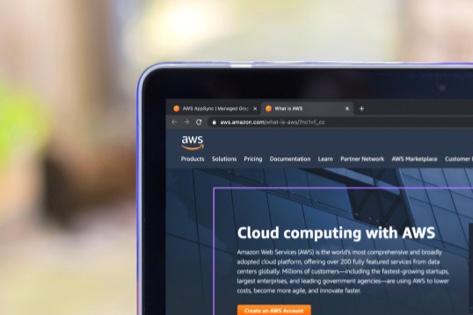 AWS AppSync | Managed Gra
What is AWS
aws.amazon.com/what-is-aws/?nc1=f_cc
aws
Products Solutions Pricing Documentation Learn Partner Network AWS Marketplace Customer
Cloud computing with AWS
Amazon Web Services (AWS) is the world's most comprehensive and broadly
adopted cloud platform, offering over 200 fully featured services from data
centers globally. Millions of customers—including the fastest-growing startups,
largest enterprises, and leading government agencies—are using AWS to lower
costs, become more agile, and innovate faster.
Create an AWS Account